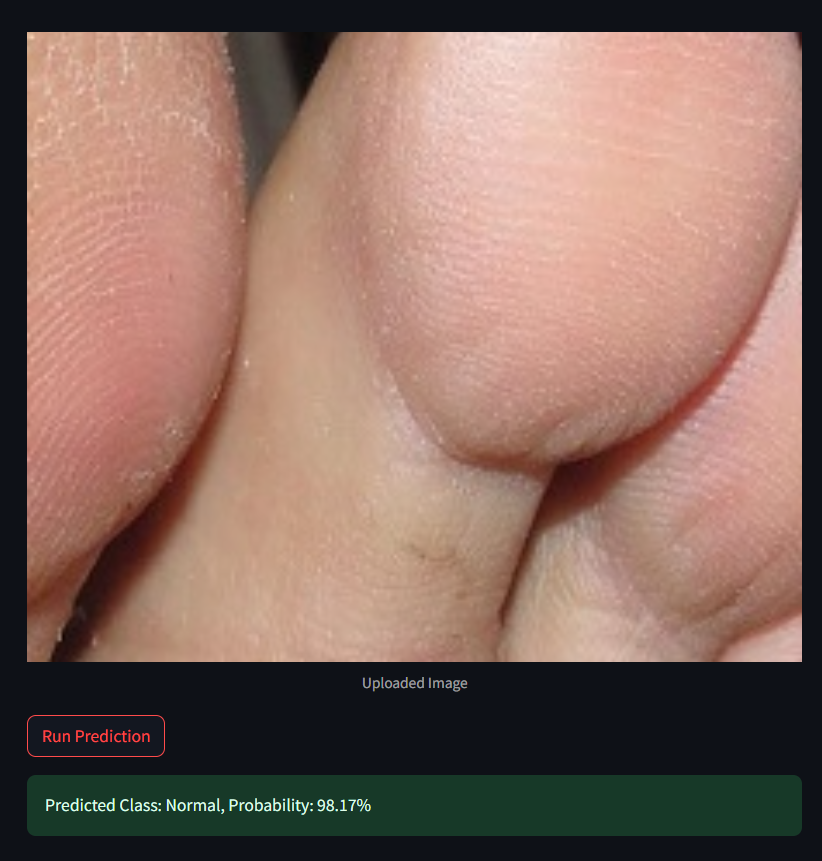 Uploaded Image
Run Prediction
Predicted Class: Normal, Probability: 98.17%